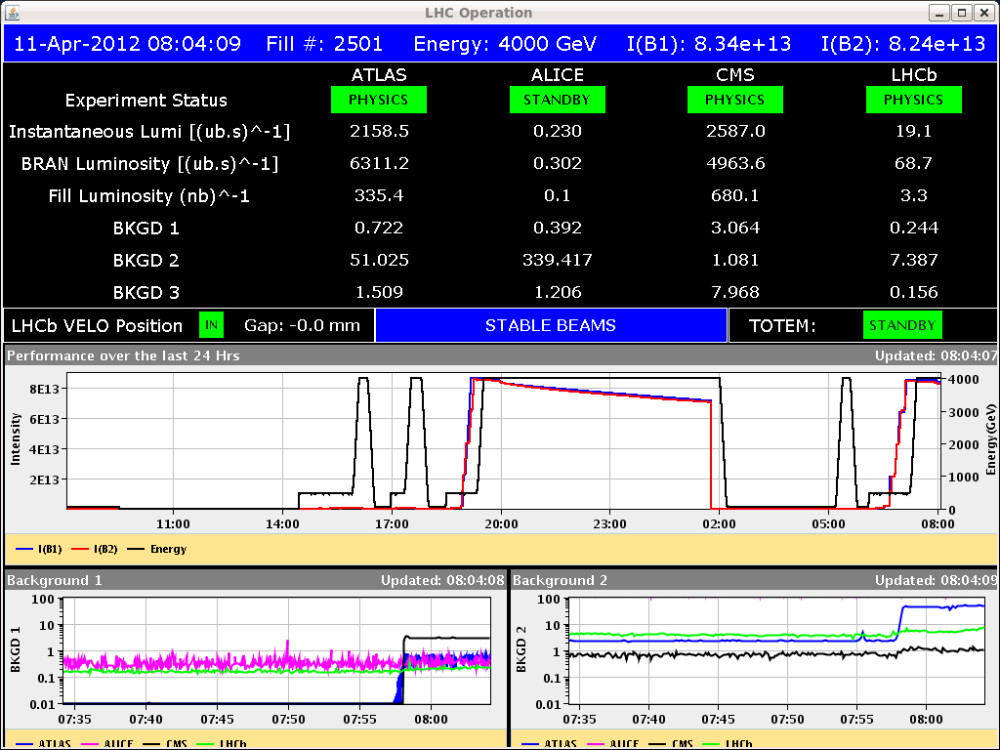 LHC Operation
11-Apr-2012 08:04:09 Fill #: 2501 Energy: 4000 GeV I(B1): 8.34e+13 I(B2): 8.24e+13
ATLAS ALICE CMS LHCb
Experiment Status PHYSICS STANDBY PHYSICS PHYSICS
Instantaneous Lumi [(ub.s)^-1] 2158.5 0.230 2587.0 19.1
BRAN Luminosity [(ub.s)^-1] 6311.2 0.302 4963.6 68.7
Fill Luminosity (nb)^-1 335.4 0.1 680.1 3.3
BKGD 1 0.722 0.392 3.064 0.244
BKGD 2 51.025 339.417 1.081 7.387
BKGD 3 1.509 1.206 7.968 0.156
LHCb VELO Position IN Gap: -0.0 mm STABLE BEAMS TOTEM: STANDBY
Performance over the last 24 Hrs Updated: 08:04:07
Intensity
8E13
6E13
4E13
2E13
4000
3000
2000
1000
0
Energy(GeV)
11:00 14:00 17:00 20:00 23:00 02:00 05:00 08:00
I(B1) I(B2) Energy
Background 1 Updated: 08:04:08
BKGD 1
100
10
1
0.1
0.01
07:35 07:40 07:45 07:50 07:55 08:00
ATLAS ALICE CMS LHCb
Background 2 Updated: 08:04:09
BKGD 2
100
10
1
0.1
0.01
07:35 07:40 07:45 07:50 07:55 08:00
ATLAS ALICE CMS LHCb